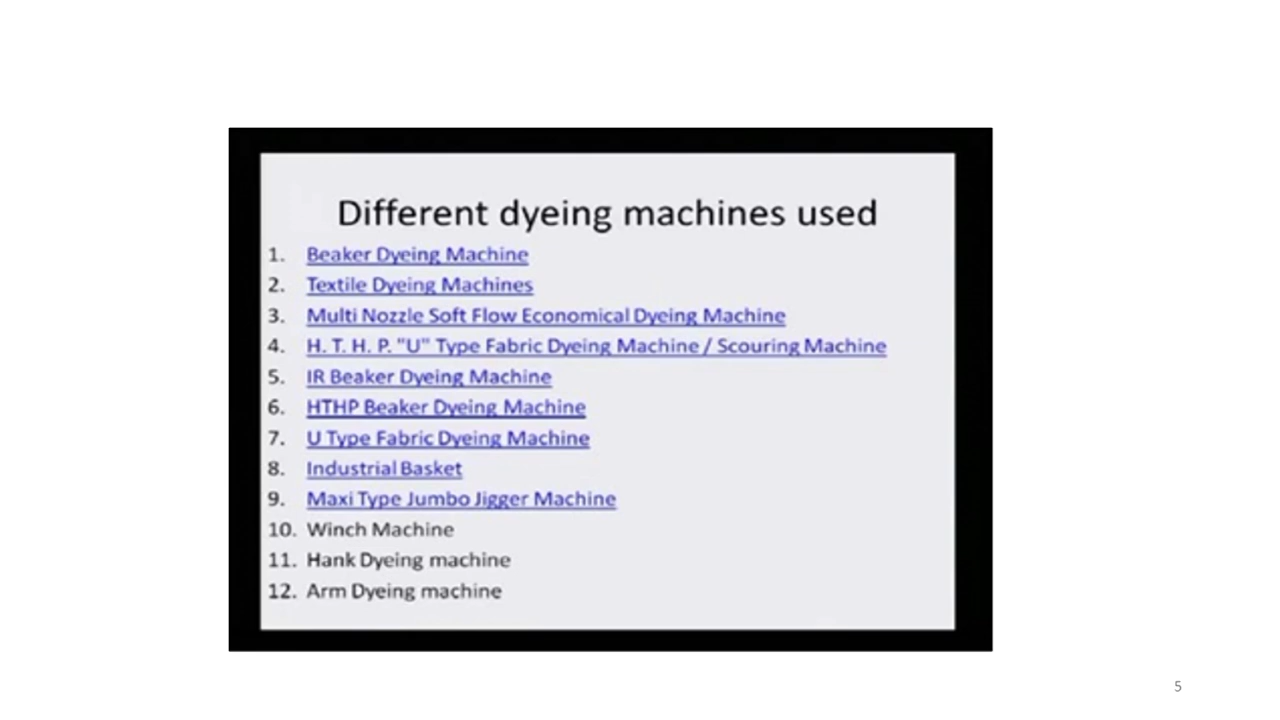 Different dyeing machines used
1. Beaker Dyeing Machine
2. Textile Dyeing Machines
3. Multi Nozzle Soft Flow Economical Dyeing Machine
4. H. T. H. P. "U" Type Fabric Dyeing Machine / Scouring Machine
5. IR Beaker Dyeing Machine
6. HTHP Beaker Dyeing Machine
7. U Type Fabric Dyeing Machine
8. Industrial Basket
9. Maxi Type Jumbo Jigger Machine
10. Winch Machine
11. Hank Dyeing machine
12. Arm Dyeing machine
5